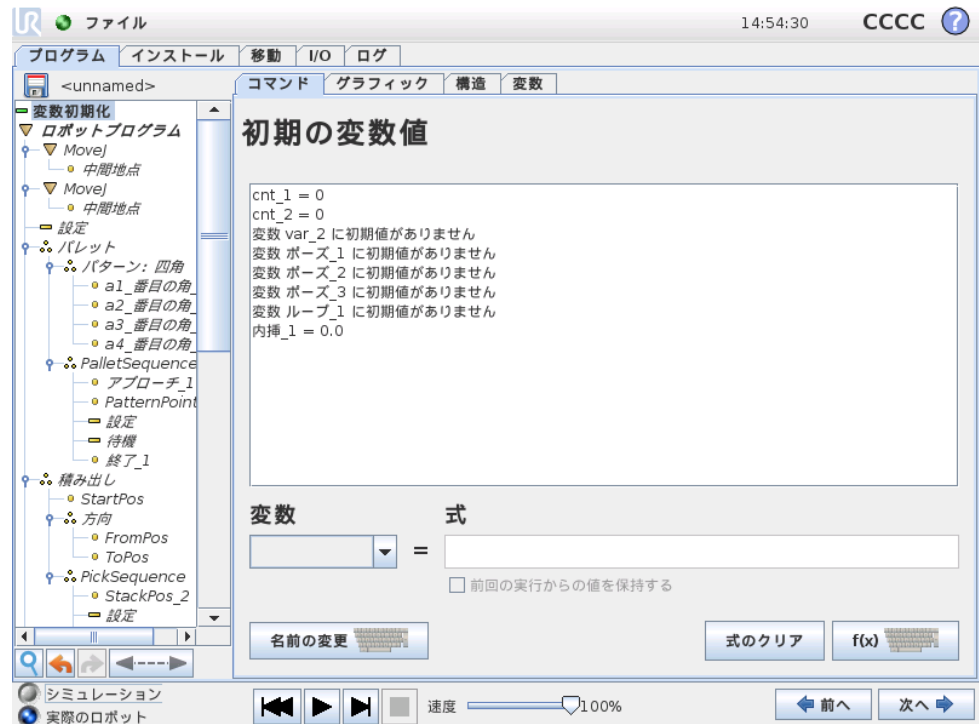 UR ファイル 14:54:30 CCCC ?
プログラム インストール 移動 I/O ログ
<unnamed>
コマンド グラフィック 構造 変数
変数初期化
ロボットプログラム
MoveJ
中間地点
MoveJ
中間地点
設定
パレット
パターン: 四角
a1_番目の角_
a2_番目の角_
a3_番目の角_
a4_番目の角_
PalletSequence
アプローチ_1
PatternPoint
設定
待機
終了_1
積み出し
StartPos
方向
FromPos
ToPos
PickSequence
StackPos_2
設定
初期の変数値
cnt_1 = 0
cnt_2 = 0
変数 var_2 に初期値がありません
変数 ポーズ_1 に初期値がありません
変数 ポーズ_2 に初期値がありません
変数 ポーズ_3 に初期値がありません
変数 ループ_1 に初期値がありません
内挿_1 = 0.0
変数 式
=
前回の実行からの値を保持する
名前の変更 式のクリア f(x)
シミュレーション
実際のロボット
速度 100% 前へ 次へ